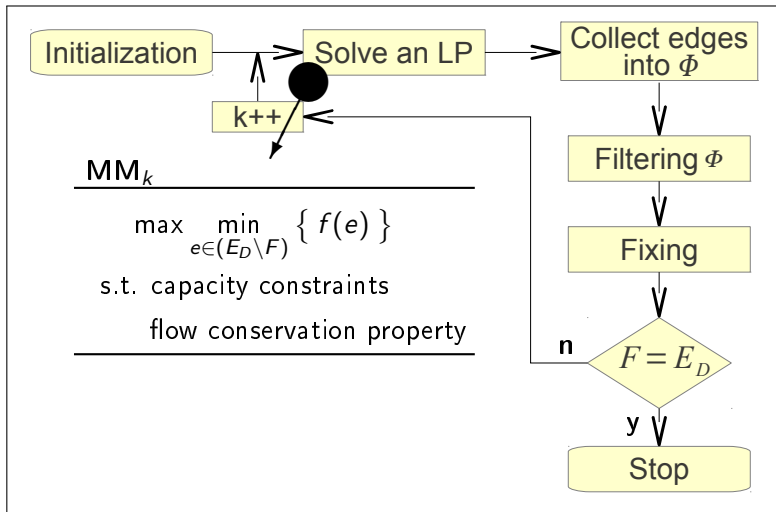 Initialization
Solve an LP
Collect edges
into Φ
k++
Filtering Φ
MM_k
max min { f(e) }
e∈(E_D\F)
Fixing
s.t. capacity constraints
flow conservation property
n
F = E_D
y
Stop